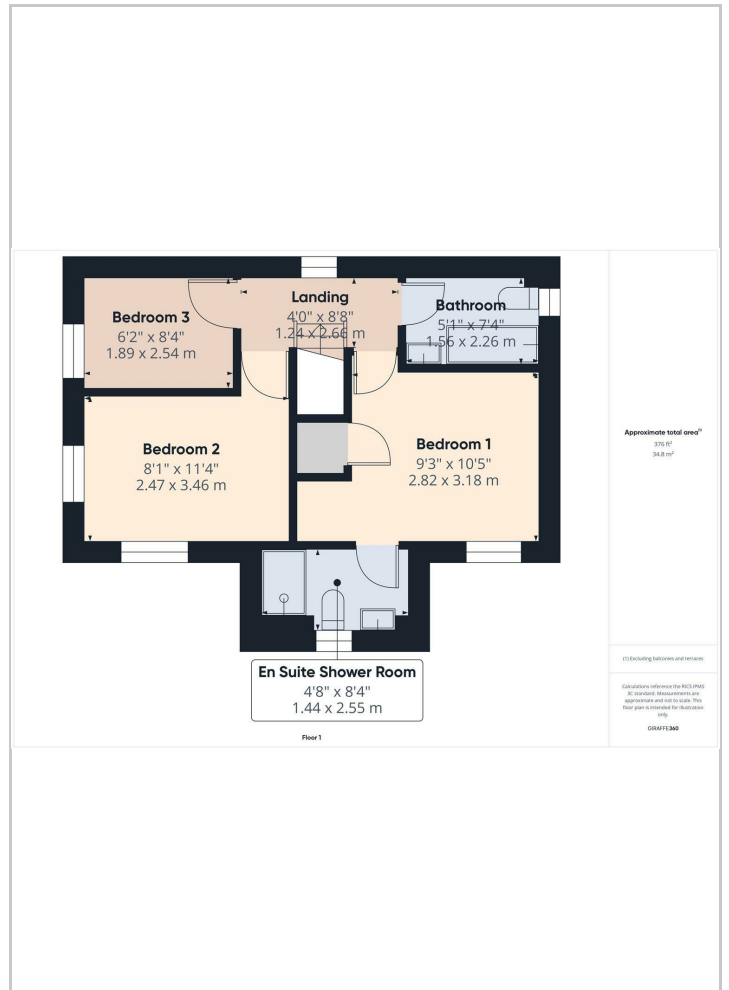 Bedroom 3
6'2" x 8'4"
1.89 x 2.54 m
Landing
4'0" x 8'8"
1.24 x 2.66 m
Bathroom
5'1" x 7'4"
1.56 x 2.26 m
Bedroom 2
8'1" x 11'4"
2.47 x 3.46 m
Bedroom 1
9'3" x 10'5"
2.82 x 3.18 m
En Suite Shower Room
4'8" x 8'4"
1.44 x 2.55 m
Floor 1
Approximate total area(1)
376 ft²
34.8 m²
(1) Excluding balconies and terraces
Calculations reference the RICS IPMS
3C standard. Measurements are
approximate and not to scale. This
floor plan is intended for illustration
only.
GIRAFFE360